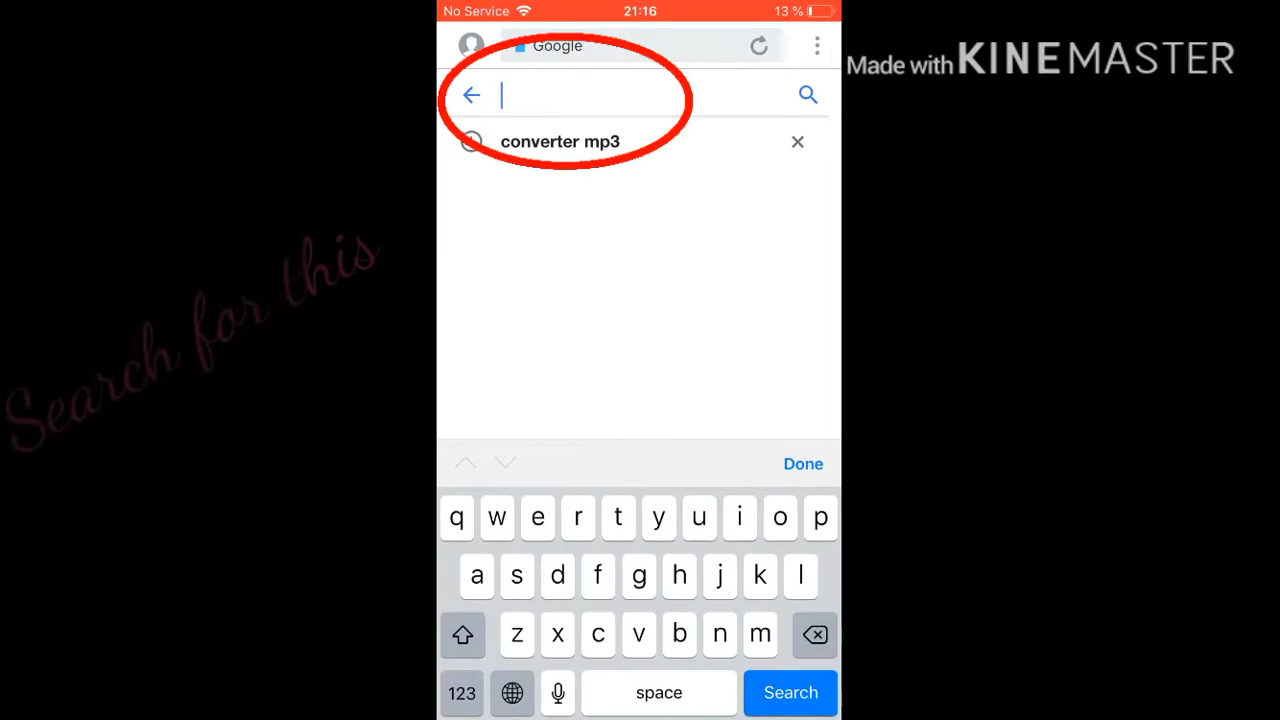 No Service 21:16 13 %
Google
Made with KINEMASTER
converter mp3
Search for this
Done
q w e r t y u i o p
a s d f g h j k l
z x c v b n m
123 space Search